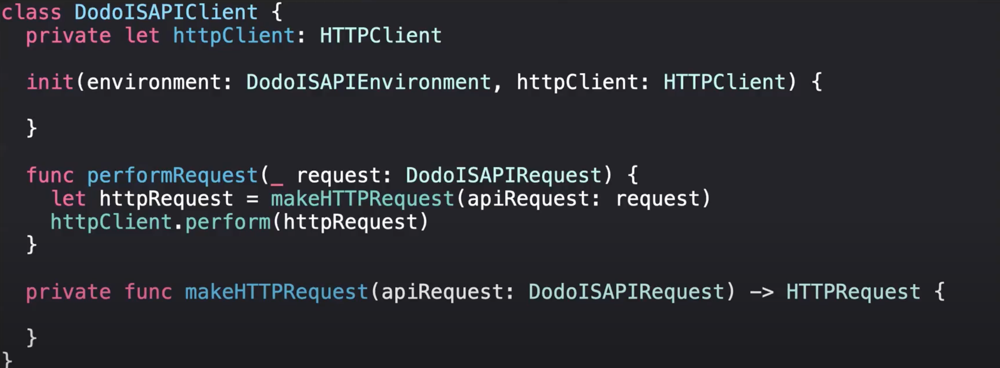 class DodoISAPIClient {
  private let httpClient: HTTPClient
  init(environment: DodoISAPIEnvironment, httpClient: HTTPClient) {
  }
  func performRequest(_ request: DodoISAPIRequest) {
    let httpRequest = makeHTTPRequest(apiRequest: request)
    httpClient.perform(httpRequest)
  }
  private func makeHTTPRequest(apiRequest: DodoISAPIRequest) -> HTTPRequest {
  }
}